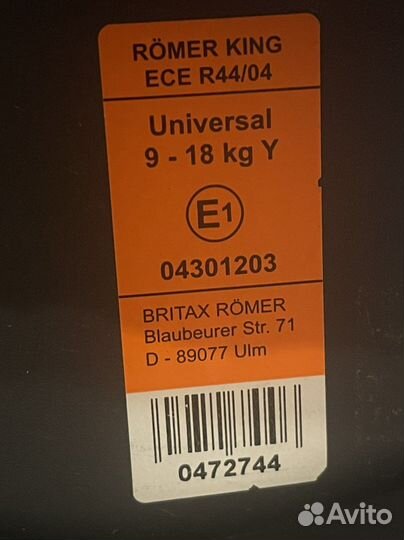 RÖMER KING
ECE R44/04
Universal
9 - 18 kg Y
E1
04301203
BRITAX RÖMER
Blaubeurer Str. 71
D - 89077 Ulm
0472744
Avito